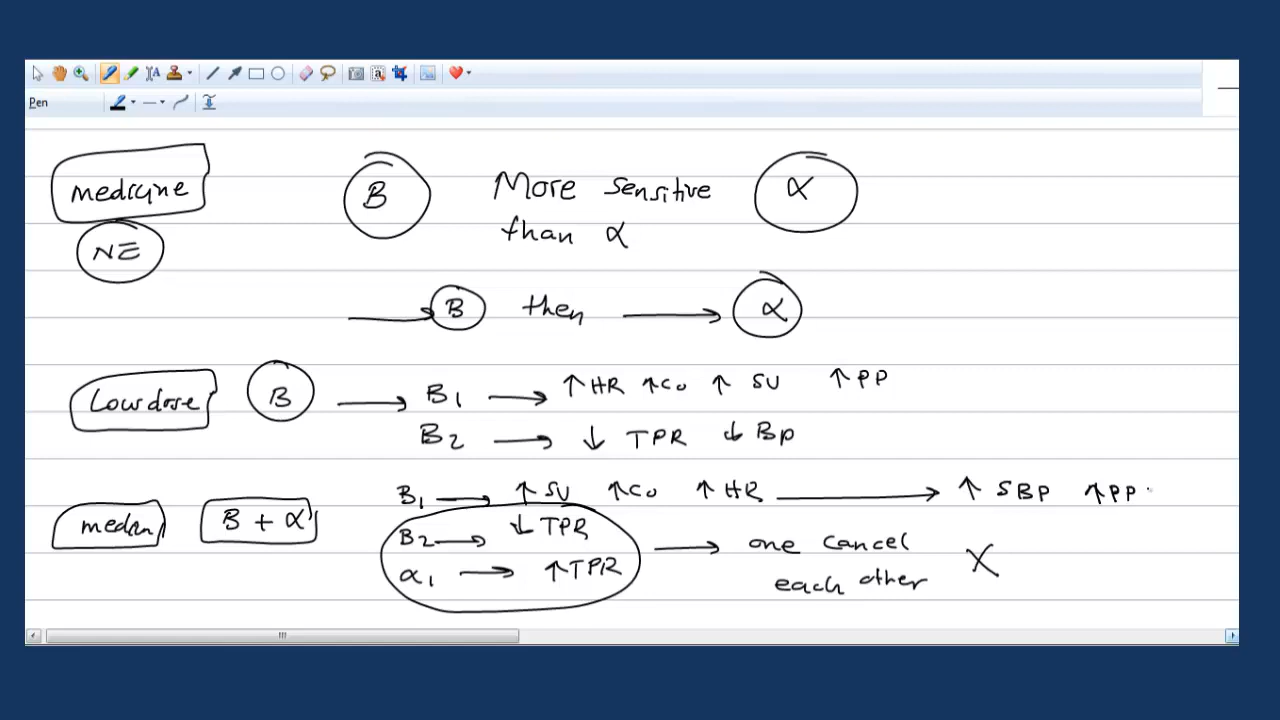 Pen
medicine B More sensitive α
than α
NE
B then α
Low dose B B1 ↑ HR ↑ CO ↑ SV ↑ PP
B2 ↓ TPR ↓ BP
B1 ↑ SV ↑ CO ↑ HR ↑ SBP ↑ PP
B + α B2 ↓ TPR
one cancel
α1 ↑ TPR
each other X